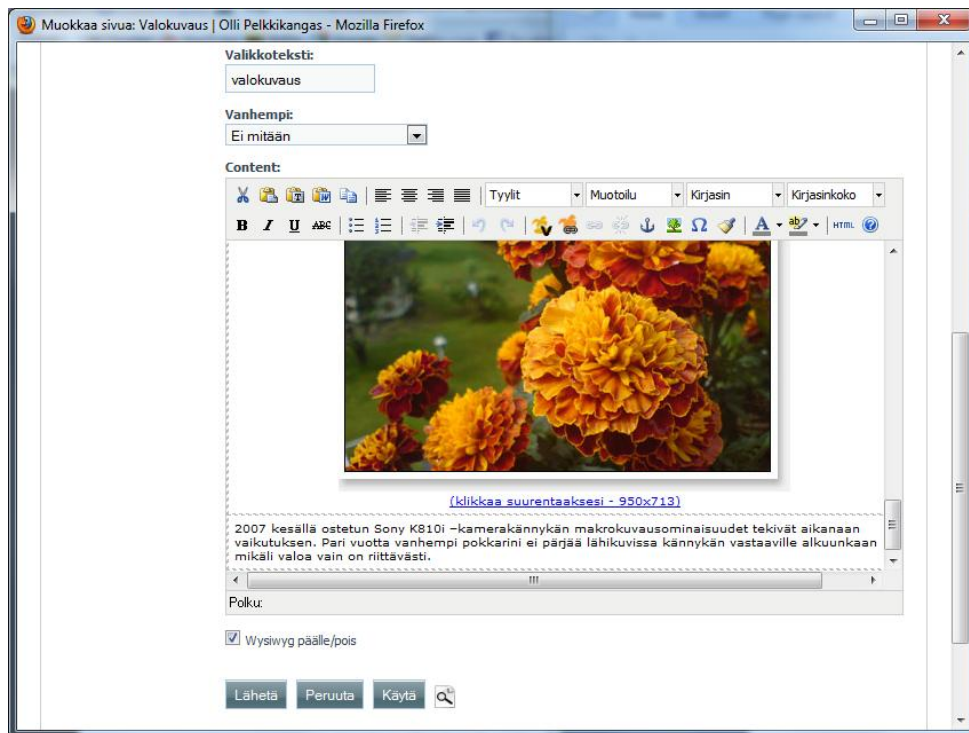 Muokkaa sivua: Valokuvaus | Olli Pelkkikangas - Mozilla Firefox
Valikkoteksti:
valokuvaus
Vanhempi:
Ei mitään
Content:
Tyylit Muotoilu Kirjasin Kirjasinkoko
B I U ABC A ab HTML
(klikkaa suurentaaksesi - 950x713)
2007 kesällä ostetun Sony K810i –kamerakännykän makrokuvausominaisuudet tekivät aikanaan
vaikutuksen. Pari vuotta vanhempi pokkarini ei pärjää lähikuvissa kännykän vastaaville alkuunkaan
mikäli valoa vain on riittävästi.
Polku:
Wysiwyg päälle/pois
Lähetä Peruuta Käytä